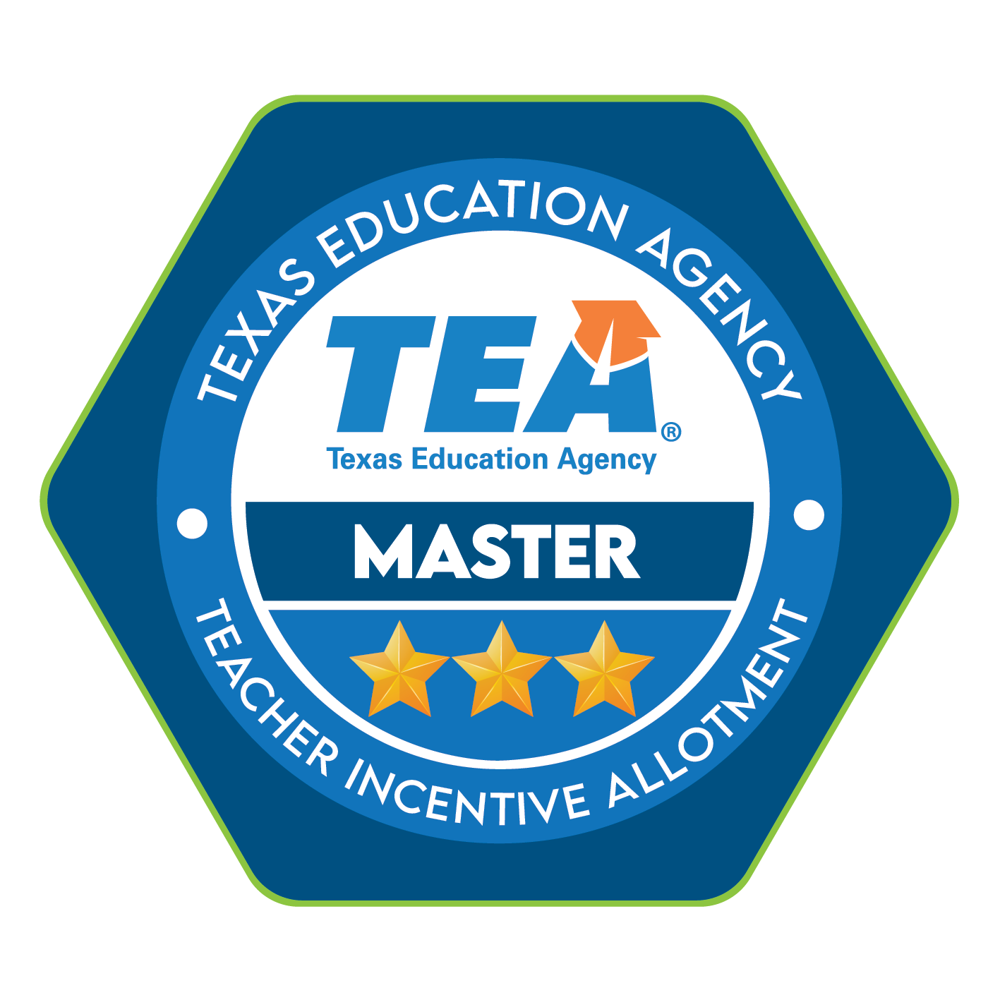 TEXAS EDUCATION AGENCY
TEA®
Texas Education Agency
MASTER
TEACHER INCENTIVE ALLOTMENT